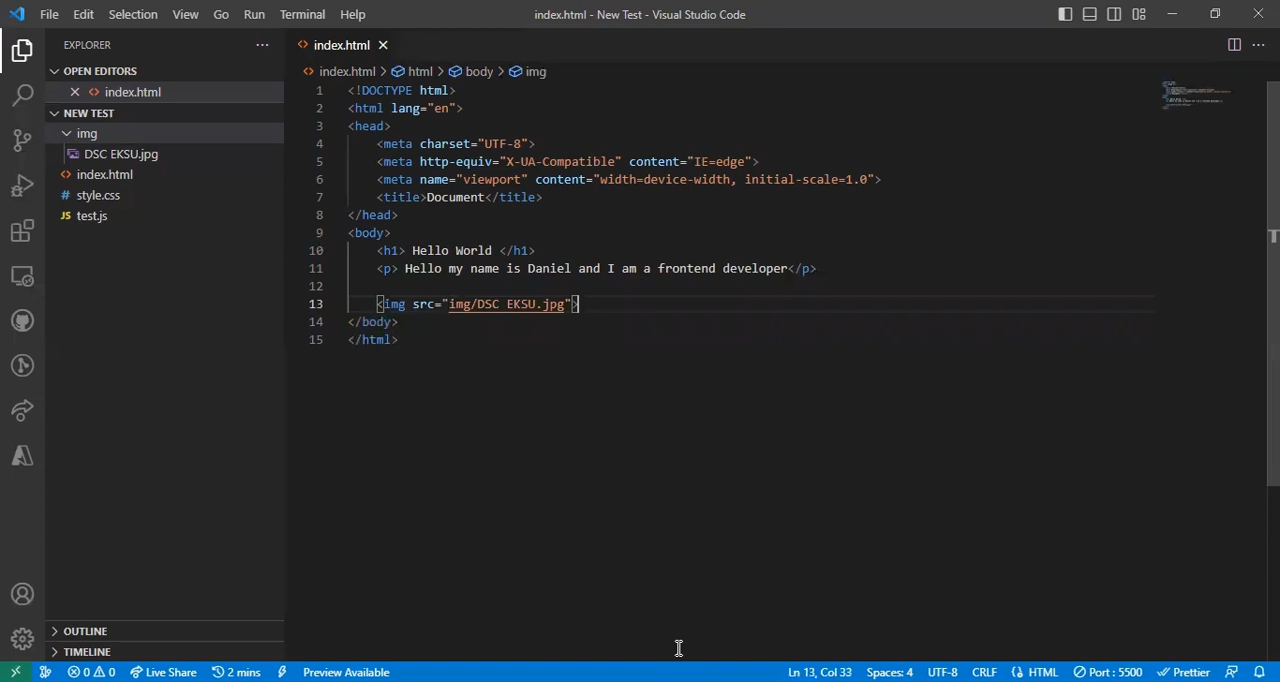 File Edit Selection View Go Run Terminal Help index.html - New Test - Visual Studio Code
EXPLORER
OPEN EDITORS
index.html
NEW TEST
img
DSC EKSU.jpg
index.html
# style.css
JS test.js
OUTLINE
TIMELINE
index.html
index.html > html > body > img
1 <!DOCTYPE html>
2 <html lang="en">
3 <head>
4 <meta charset="UTF-8">
5 <meta http-equiv="X-UA-Compatible" content="IE=edge">
6 <meta name="viewport" content="width=device-width, initial-scale=1.0">
7 <title>Document</title>
8 </head>
9 <body>
10 <h1> Hello World </h1>
11 <p> Hello my name is Daniel and I am a frontend developer</p>
12
13 <img src="img/DSC EKSU.jpg">
14 </body>
15 </html>
0 0 Live Share 2 mins Preview Available Ln 13, Col 33 Spaces: 4 UTF-8 CRLF HTML Port : 5500 Prettier